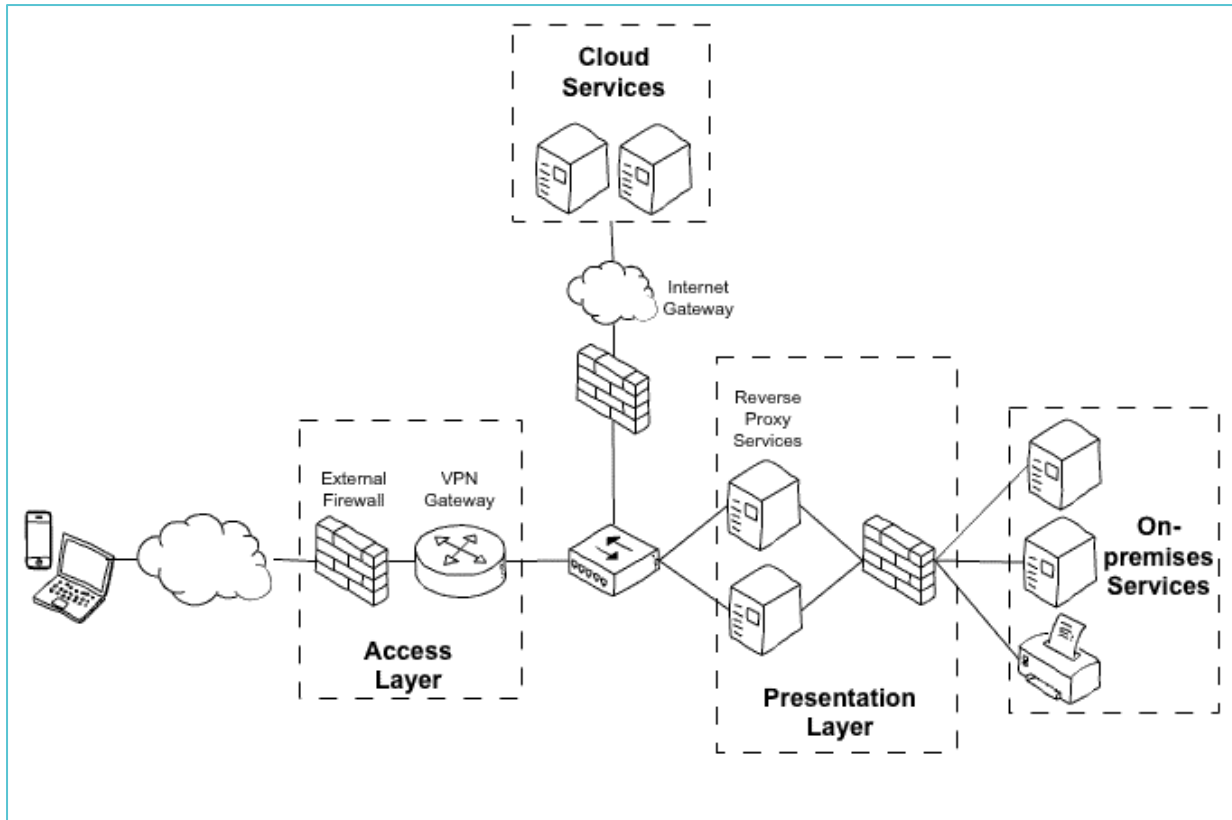 Cloud
Services
Internet
Gateway
Reverse
Proxy
Services
External
Firewall
VPN
Gateway
On-
premises
Services
Access
Layer
Presentation
Layer